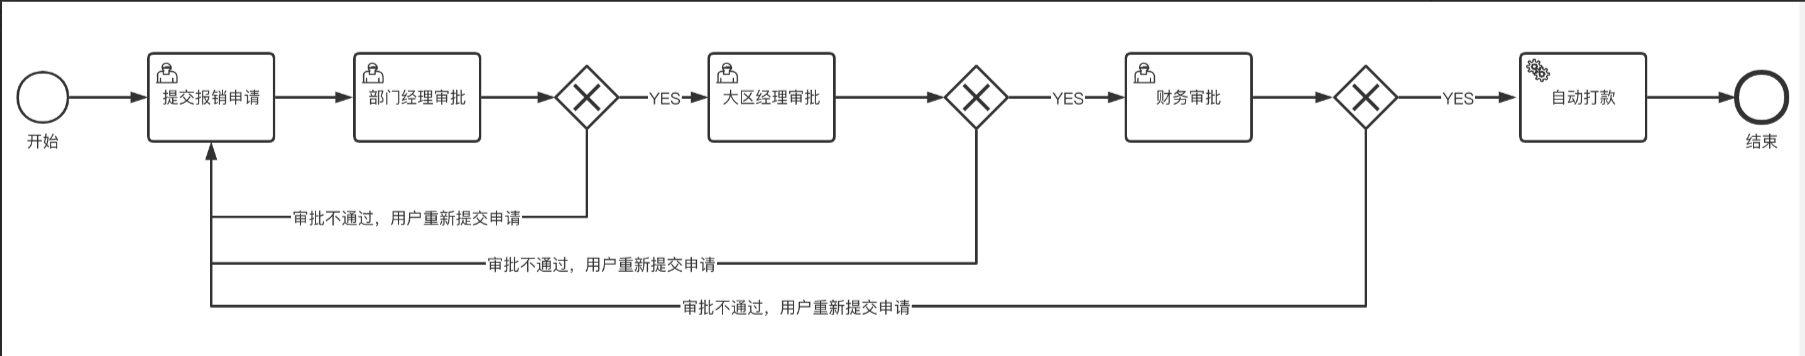 开始
提交报销申请
部门经理审批
YES
大区经理审批
YES
财务审批
YES
自动打款
结束
审批不通过，用户重新提交申请
审批不通过，用户重新提交申请
审批不通过，用户重新提交申请